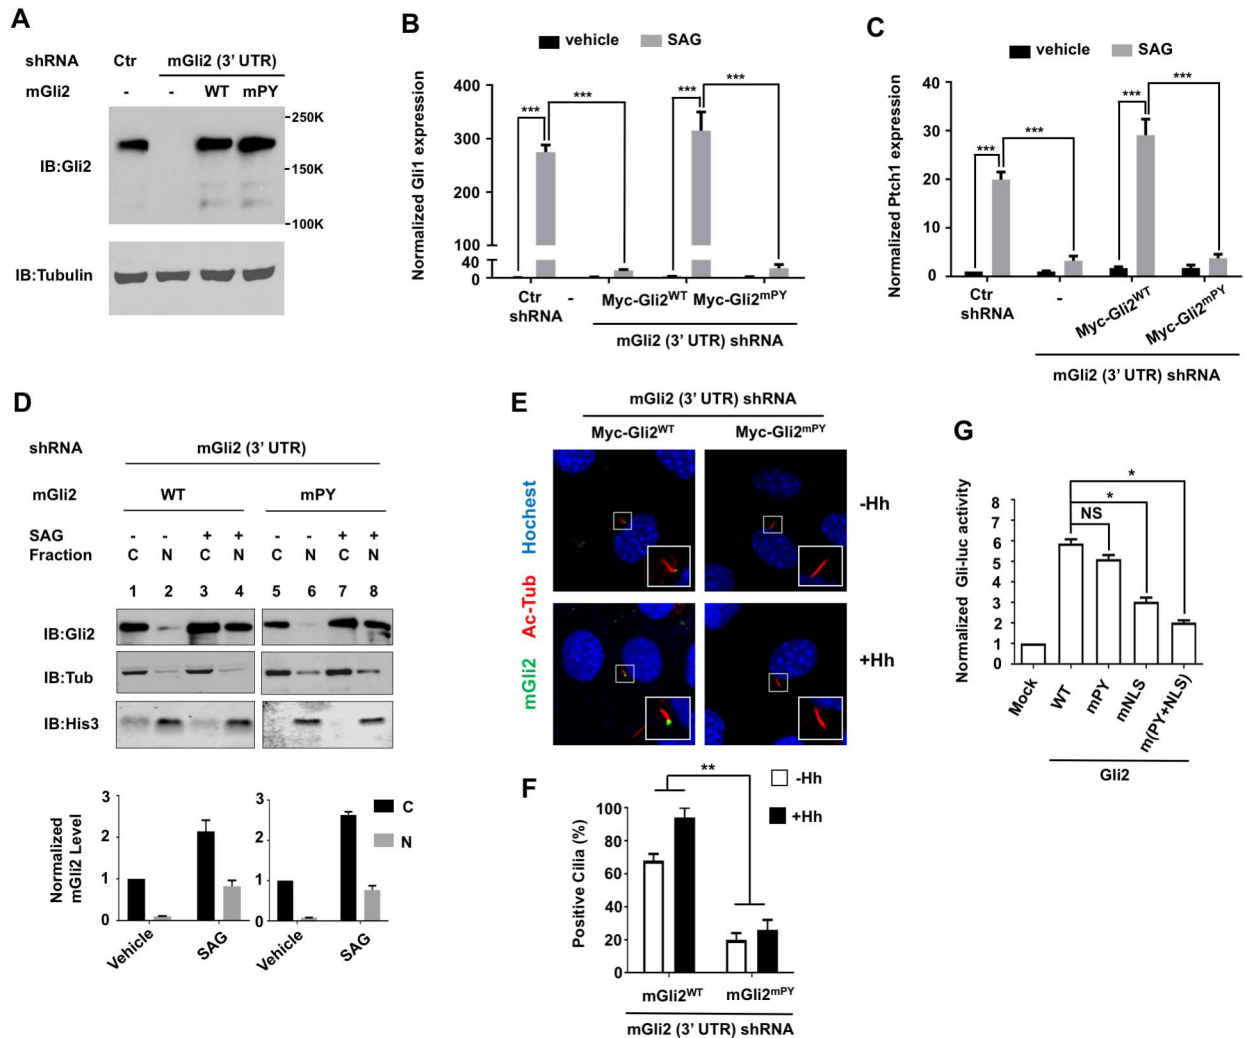 A
shRNA Ctr mGli2 (3’ UTR)
mGli2 - - WT mPY
IB:Gli2
-250K
-150K
-100K
IB:Tubulin
B
vehicle SAG
Normalized Gli1 expression
400
300
200
100
40
0
*** *** *** ***
Ctr shRNA
-
Myc-Gli2WT Myc-Gli2mPY
mGli2 (3’ UTR) shRNA
C
vehicle SAG
Normalized Ptch1 expression
40
30
20
10
0
*** *** *** ***
Ctr
shRNA
-
Myc-Gli2WT
Myc-Gli2mPY
mGli2 (3’ UTR) shRNA
D
shRNA mGli2 (3’ UTR)
mGli2 WT mPY
SAG - - + + - - + +
Fraction C N C N C N C N
1 2 3 4 5 6 7 8
IB:Gli2
IB:Tub
IB:His3
Normalized
mGli2 Level
3
2
1
0
Vehicle SAG
3
2
1
0
Vehicle SAG
C
N
E
mGli2 (3’ UTR) shRNA
Myc-Gli2WT Myc-Gli2mPY
mGli2 Ac-Tub Hochest
-Hh
+Hh
F
-Hh
+Hh
**
Positive Cilia (%)
100
80
60
40
20
0
mGli2WT mGli2mPY
mGli2 (3’ UTR) shRNA
G
Normalized Gli-luc activity
8
7
6
5
4
3
2
1
0
*
*
NS
Mock WT mPY mNLS m(PY+NLS)
Gli2